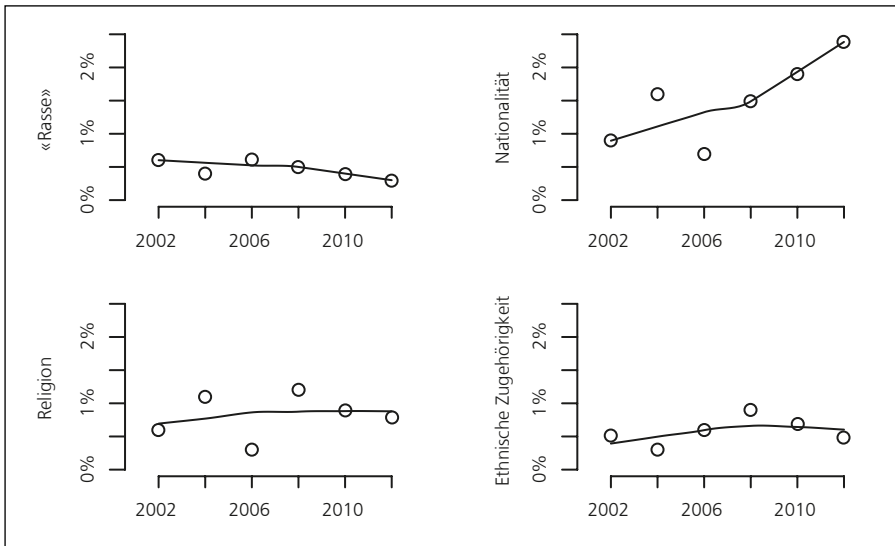 «Rasse»
0% 1% 2%
2002 2006 2010
Nationalität
0% 1% 2%
2002 2006 2010
Religion
0% 1% 2%
2002 2006 2010
Ethnische Zugehörigkeit
0% 1% 2%
2002 2006 2010